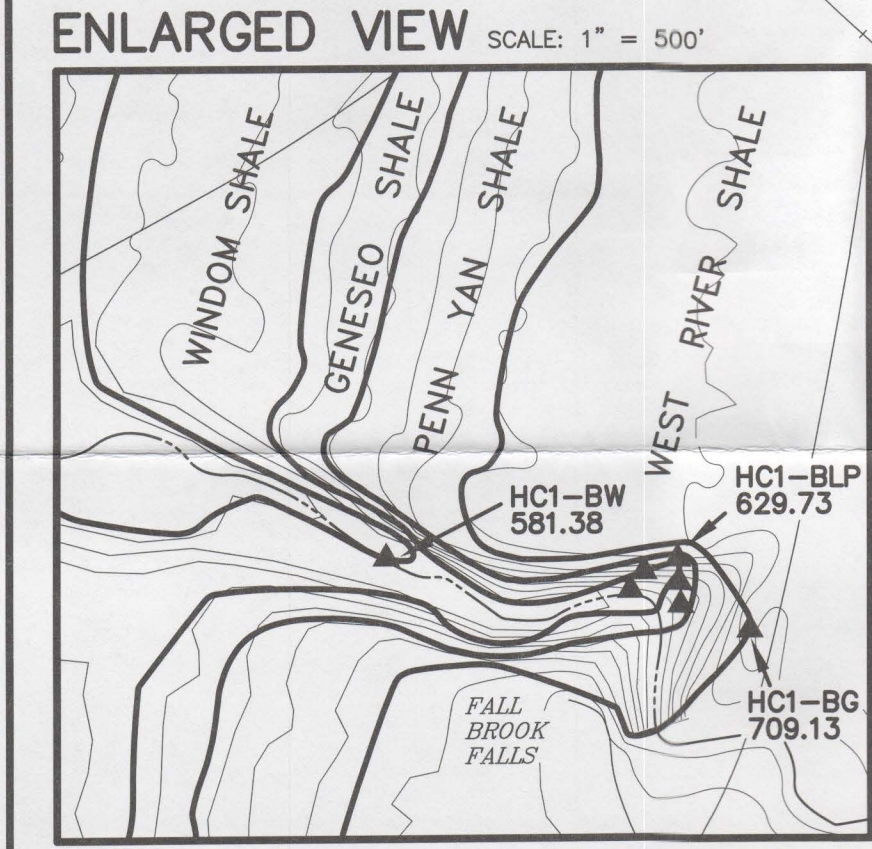 ENLARGED VIEW SCALE: 1" = 500'
WINDOM SHALE
GENESEO SHALE
PENN YAN SHALE
WEST RIVER SHALE
HC1-BW
581.38
HC1-BLP
629.73
HC1-BG
709.13
FALL
BROOK
FALLS